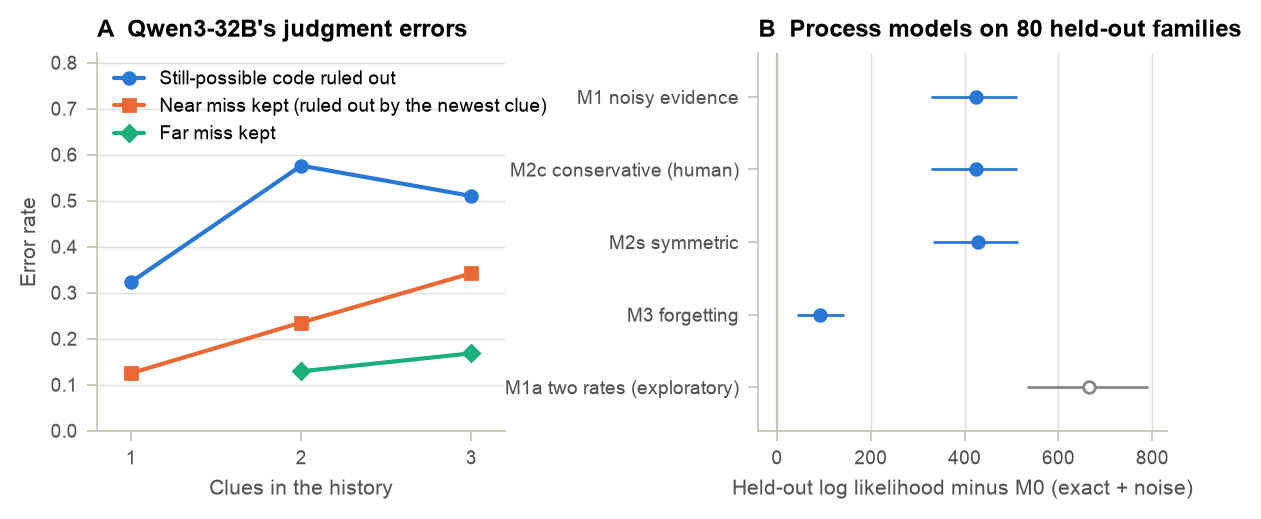 A Qwen3-32B's judgment errors
0.8
0.7
0.6
0.5
0.4
0.3
0.2
0.1
0.0
Error rate
Still-possible code ruled out
Near miss kept (ruled out by the newest clue)
Far miss kept
1 2 3
Clues in the history
B Process models on 80 held-out families
M1 noisy evidence
M2c conservative (human)
M2s symmetric
M3 forgetting
M1a two rates (exploratory)
0 200 400 600 800
Held-out log likelihood minus M0 (exact + noise)